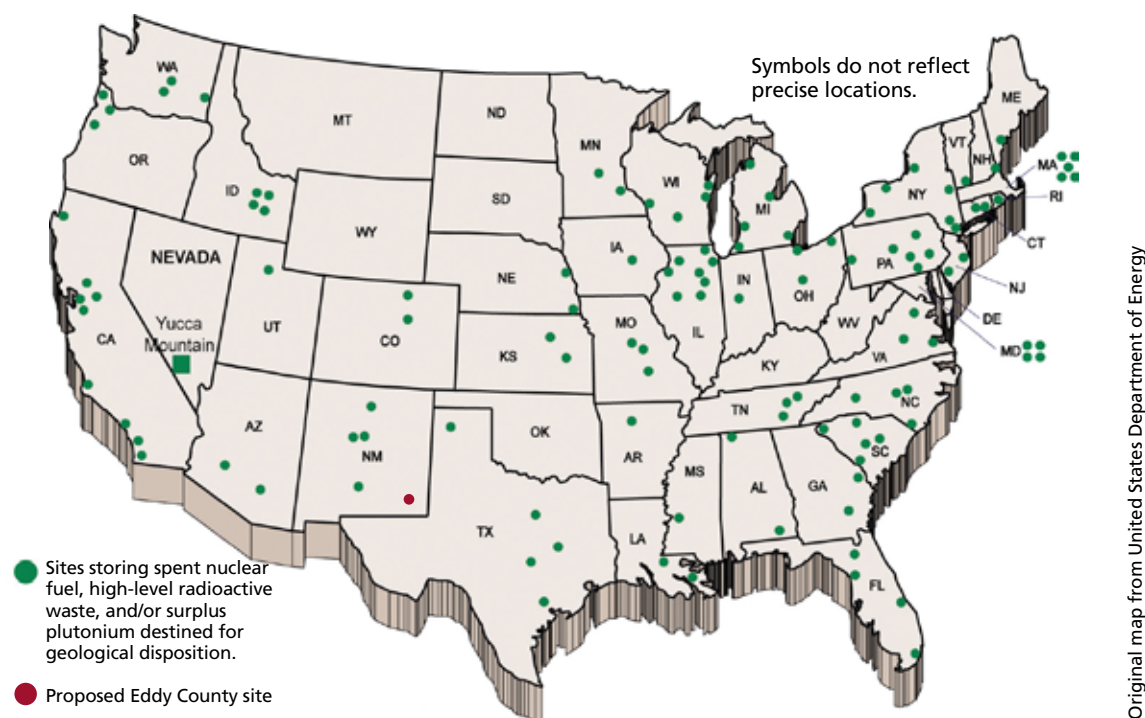 Symbols do not reflect
precise locations.
WA
MT
ND
MN
ME
VT
NH
MA
OR
ID
SD
WI
NY
MI
RI
WY
CT
NEVADA
IA
PA
NE
NJ
Yucca
Mountain
UT
CO
IL
IN
OH
DE
CA
KS
MO
WV
MD
VA
KY
AZ
NM
OK
TN
NC
AR
SC
MS
AL
GA
TX
LA
FL
Sites storing spent nuclear
fuel, high-level radioactive
waste, and/or surplus
plutonium destined for
geological disposition.
Proposed Eddy County site
Original map from United States Department of Energy